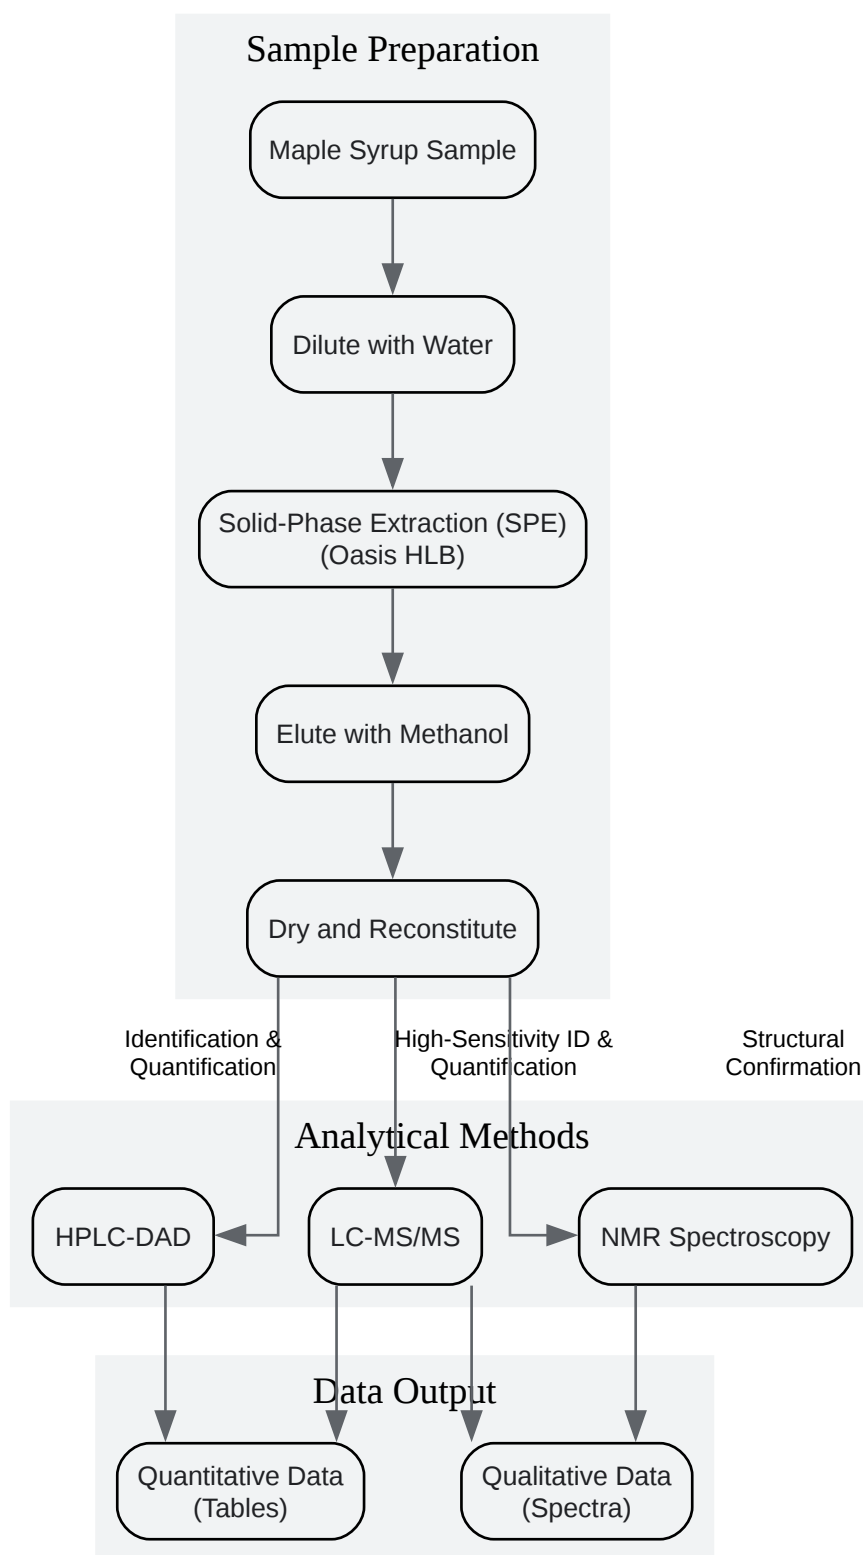 Sample Preparation
Maple Syrup Sample
Dilute with Water
Solid-Phase Extraction (SPE)
(Oasis HLB)
Elute with Methanol
Dry and Reconstitute
Identification &
Quantification
High-Sensitivity ID &
Quantification
Structural
Confirmation
Analytical Methods
HPLC-DAD
LC-MS/MS
NMR Spectroscopy
Data Output
Quantitative Data
(Tables)
Qualitative Data
(Spectra)